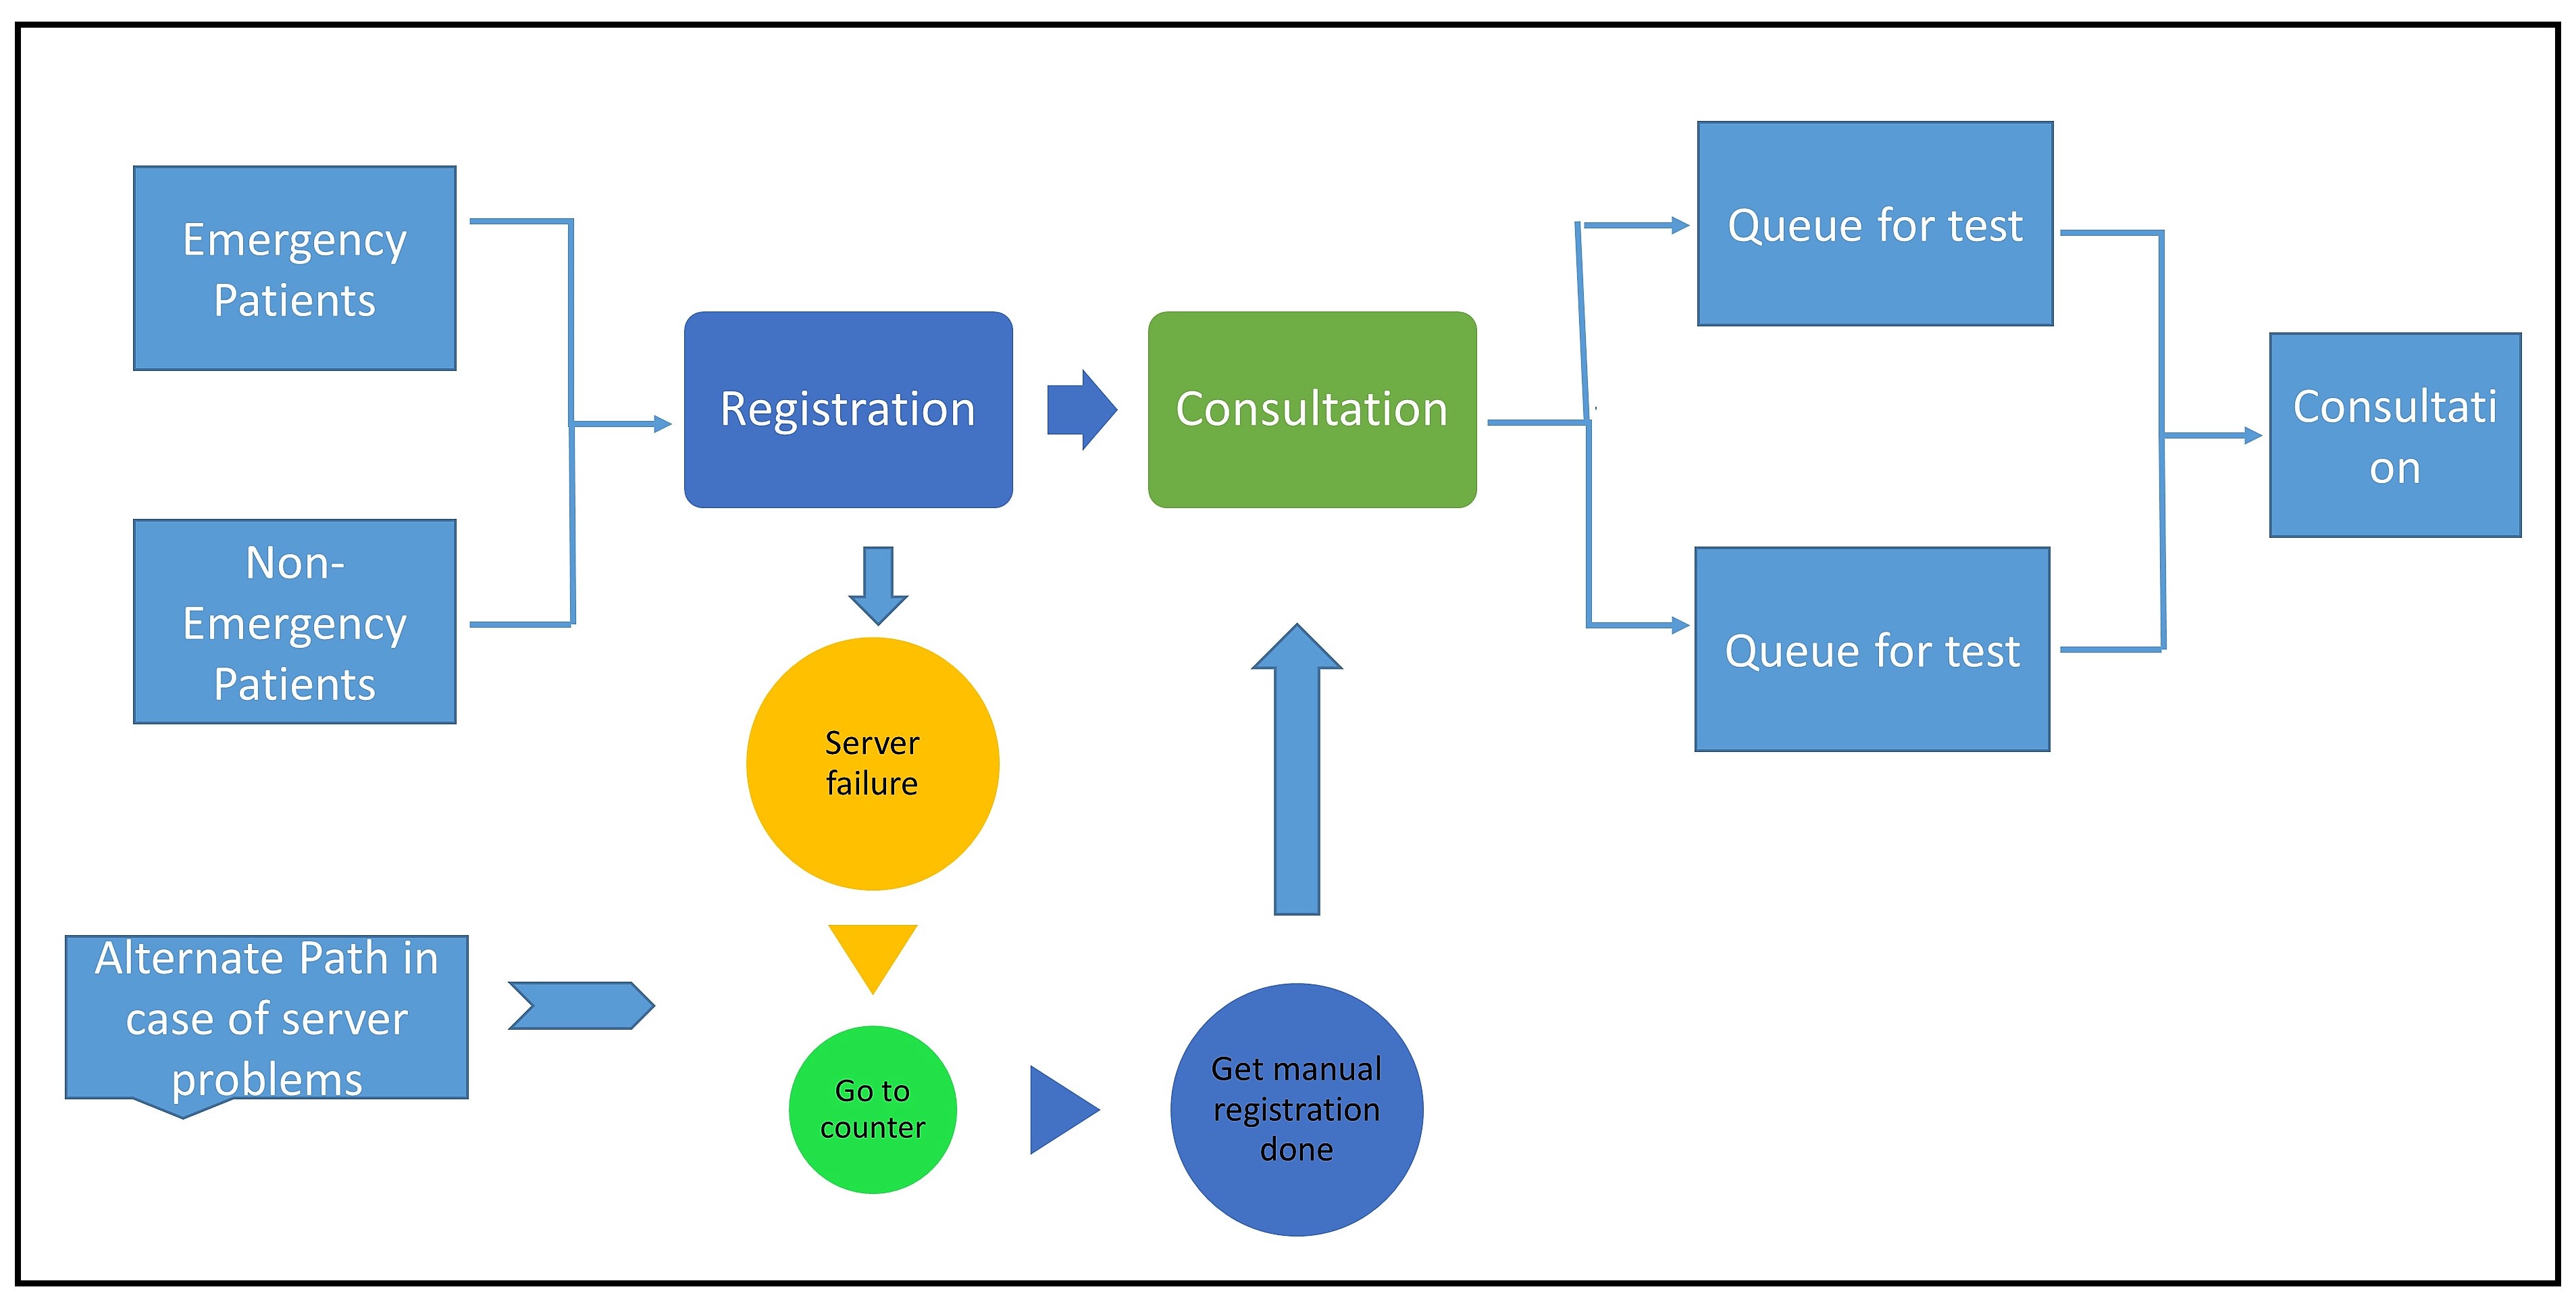 Emergency
Patients
Non-
Emergency
Patients
Registration
Consultation
Queue for test
Queue for test
Consultati
on
Server
failure
Alternate Path in
case of server
problems
Go to
counter
Get manual
registration
done